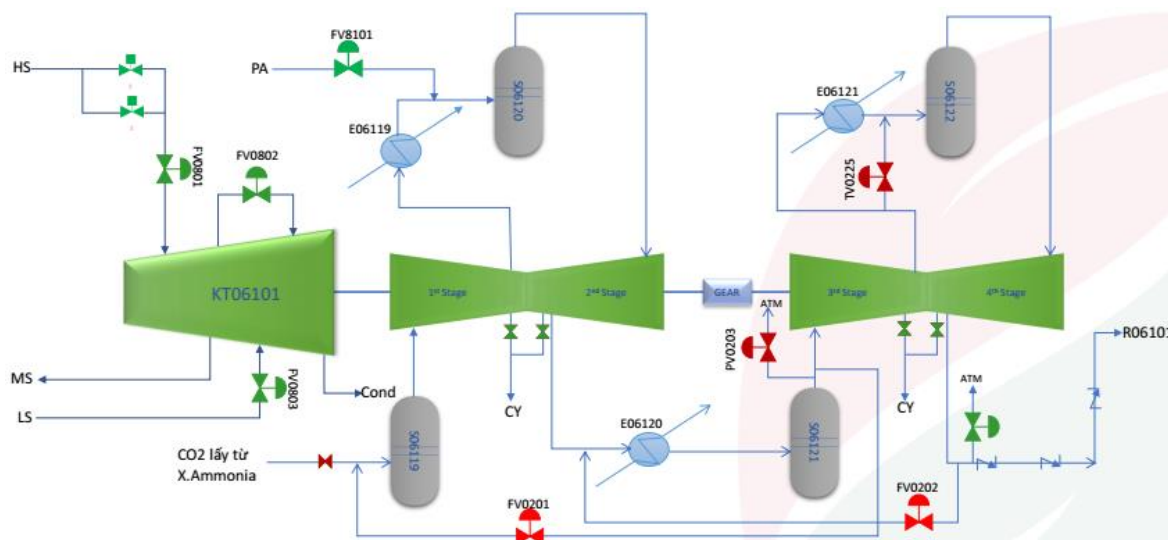 FV8101
HS
PA
S06120
E06121
S06122
E06119
FV0801
FV0802
TV0225
KT06101
1st Stage
2nd Stage
GEAR
3rd Stage
4th Stage
ATM
PV0203
R06101
MS
FV0803
LS
Cond
S06119
CY
E06120
S06121
CY
ATM
CO2 lấy từ
X.Ammonia
FV0201
FV0202